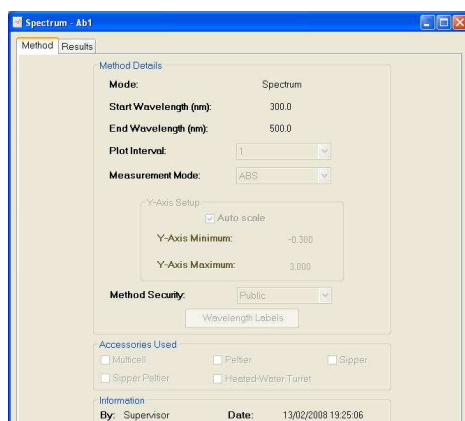 Spectrum - Ab1
Method Results
Method Details
Mode: Spectrum
Start Wavelength (nm): 300.0
End Wavelength (nm): 500.0
Plot Interval: 1
Measurement Mode: ABS
Y-Axis Setup
Auto scale
Y-Axis Minimum: -0.300
Y-Axis Maximum: 3.000
Method Security: Public
Wavelength Labels
Accessories Used
Multicell Peltier Sipper
Sipper Peltier Heated-Water Turret
Information
By: Supervisor Date: 13/02/2008 19:25:06